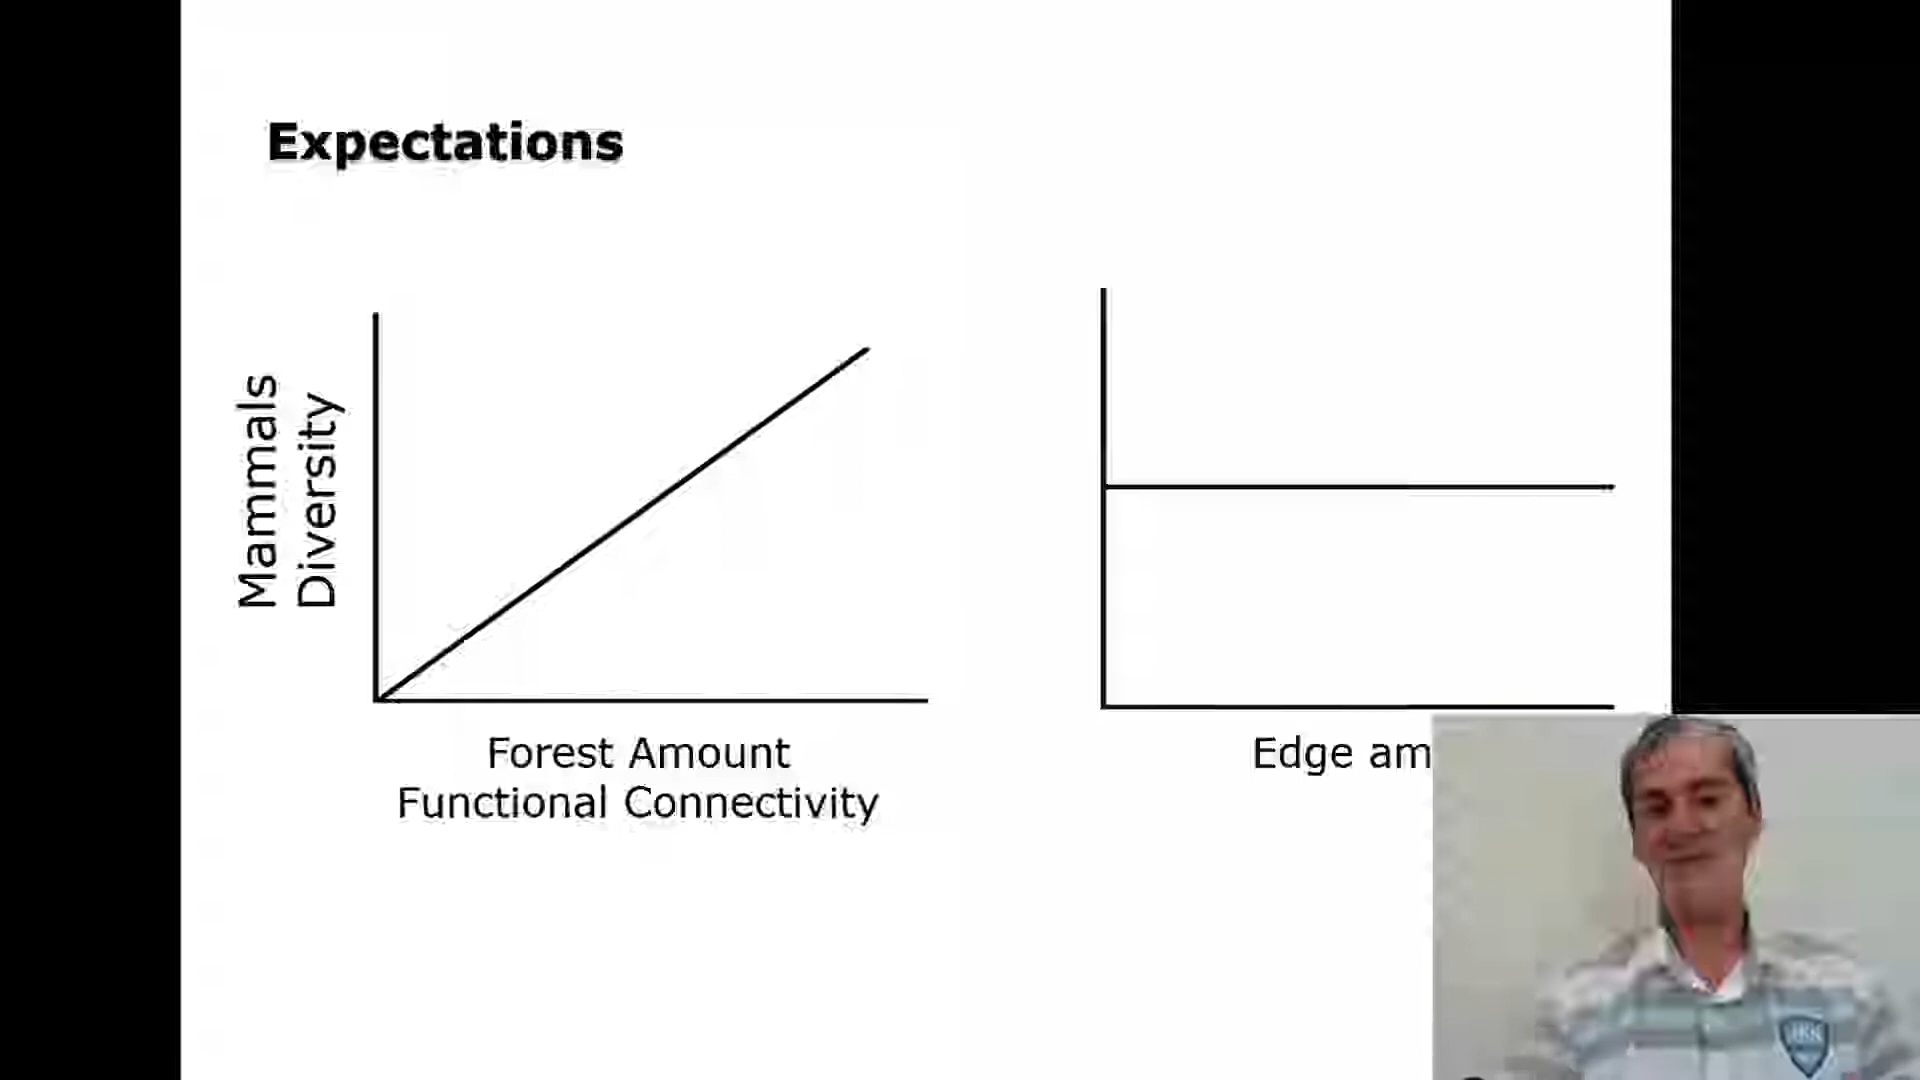 Expectations
Mammals
Diversity
Forest Amount
Functional Connectivity
Edge am